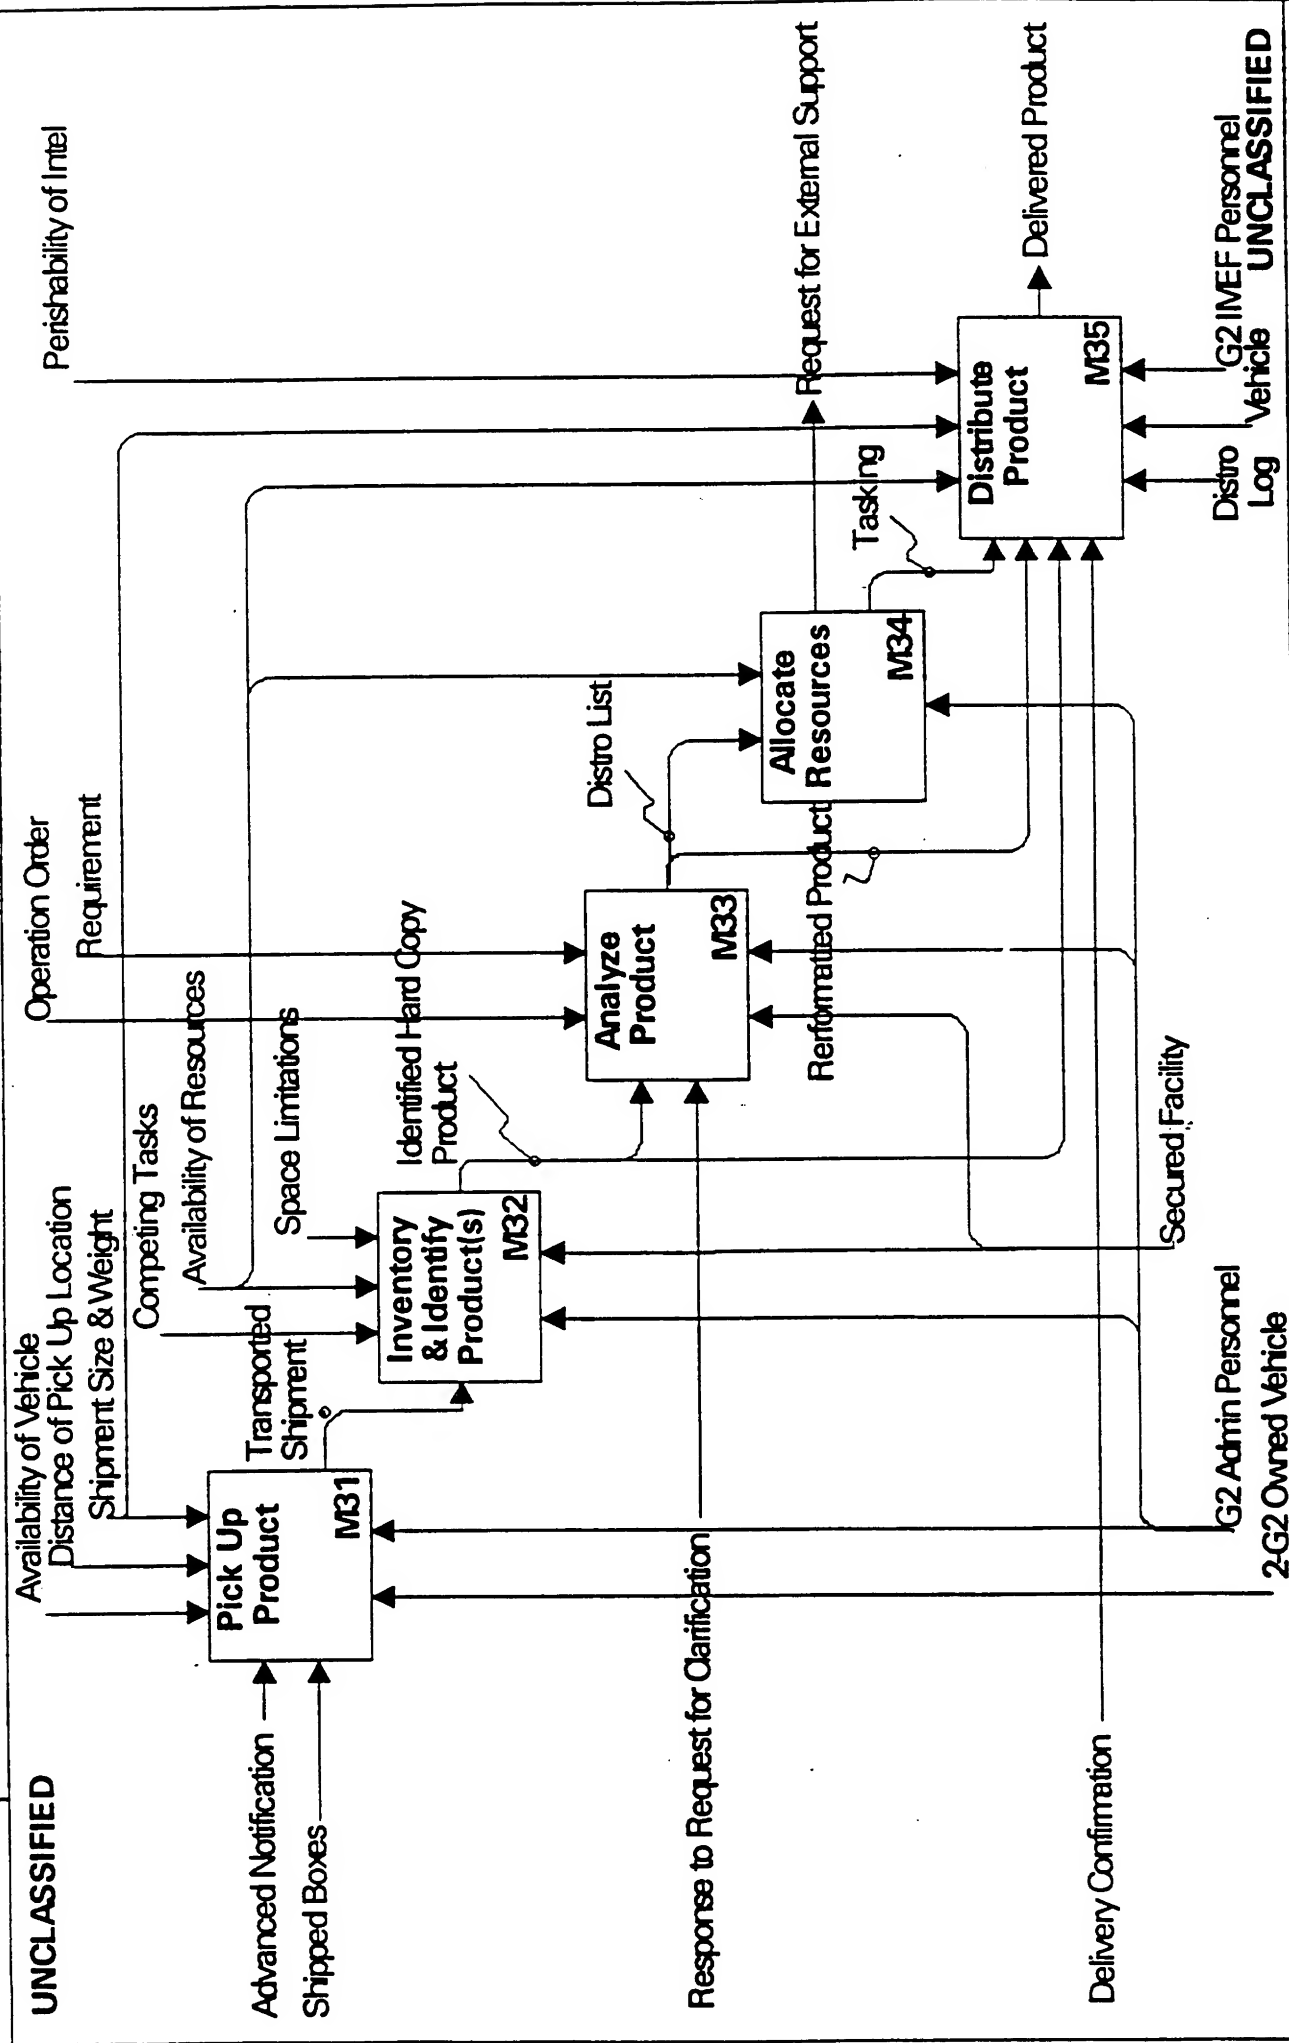 UNCLASSIFIED
Availability of Vehicle
Distance of Pick Up Location
Shipment Size & Weight
Competing Tasks
Availability of Resources
Space Limitations
Operation Order
Requirement
Perishability of Intel
Advanced Notification
Shipped Boxes
Pick Up
Product
M31
Transported
Shipment
Inventory
& Identify
Product(s)
M32
Identified Hard Copy
Product
Response to Request for Clarification
Analyze
Product
M33
Distro List
Reformatted Product
Allocate
Resources
M34
Request for External Support
Tasking
Distribute
Product
M35
Delivered Product
Delivery Confirmation
Secured Facility
G2 Admin Personnel
2-G2 Owned Vehicle
Distro
Log
Vehicle
G2 IMEF Personnel
UNCLASSIFIED